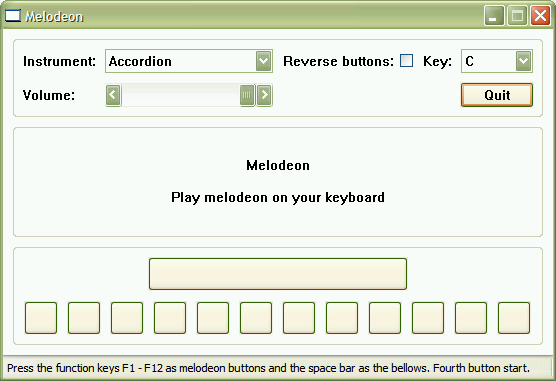 Melodeon
Instrument: Accordion Reverse buttons: Key: C
Volume: Quit
Melodeon
Play melodeon on your keyboard
Press the function keys F1 - F12 as melodeon buttons and the space bar as the bellows. Fourth button start.